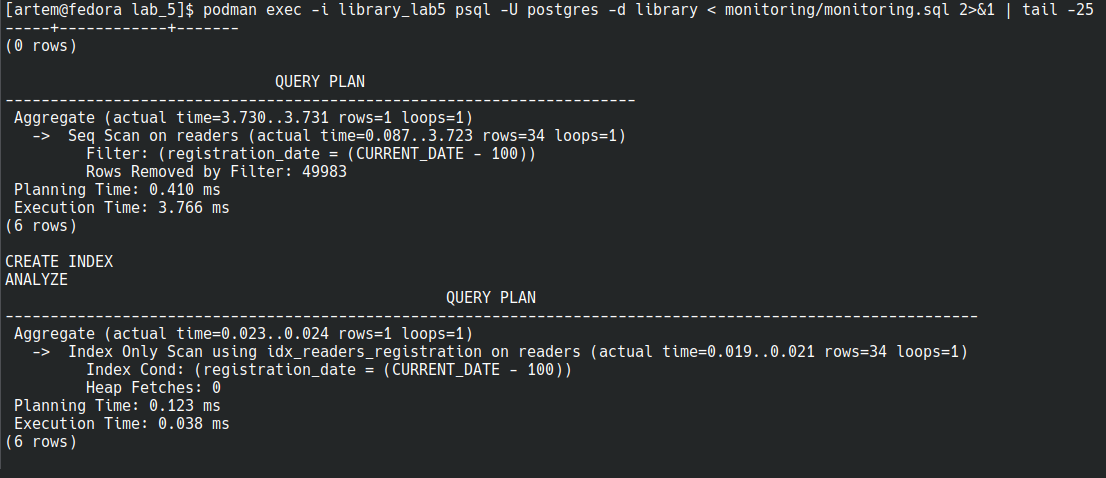 [artem@fedora lab_5]$ podman exec -i library_lab5 psql -U postgres -d library < monitoring/monitoring.sql 2>&1 | tail -25
-----+------------+-------
(0 rows)
QUERY PLAN
----------------------------------------------------------------------
Aggregate (actual time=3.730..3.731 rows=1 loops=1)
->  Seq Scan on readers (actual time=0.087..3.723 rows=34 loops=1)
Filter: (registration_date = (CURRENT_DATE - 100))
Rows Removed by Filter: 49983
Planning Time: 0.410 ms
Execution Time: 3.766 ms
(6 rows)
CREATE INDEX
ANALYZE
QUERY PLAN
------------------------------------------------------------------------------------------------------------
Aggregate (actual time=0.023..0.024 rows=1 loops=1)
->  Index Only Scan using idx_readers_registration on readers (actual time=0.019..0.021 rows=34 loops=1)
Index Cond: (registration_date = (CURRENT_DATE - 100))
Heap Fetches: 0
Planning Time: 0.123 ms
Execution Time: 0.038 ms
(6 rows)